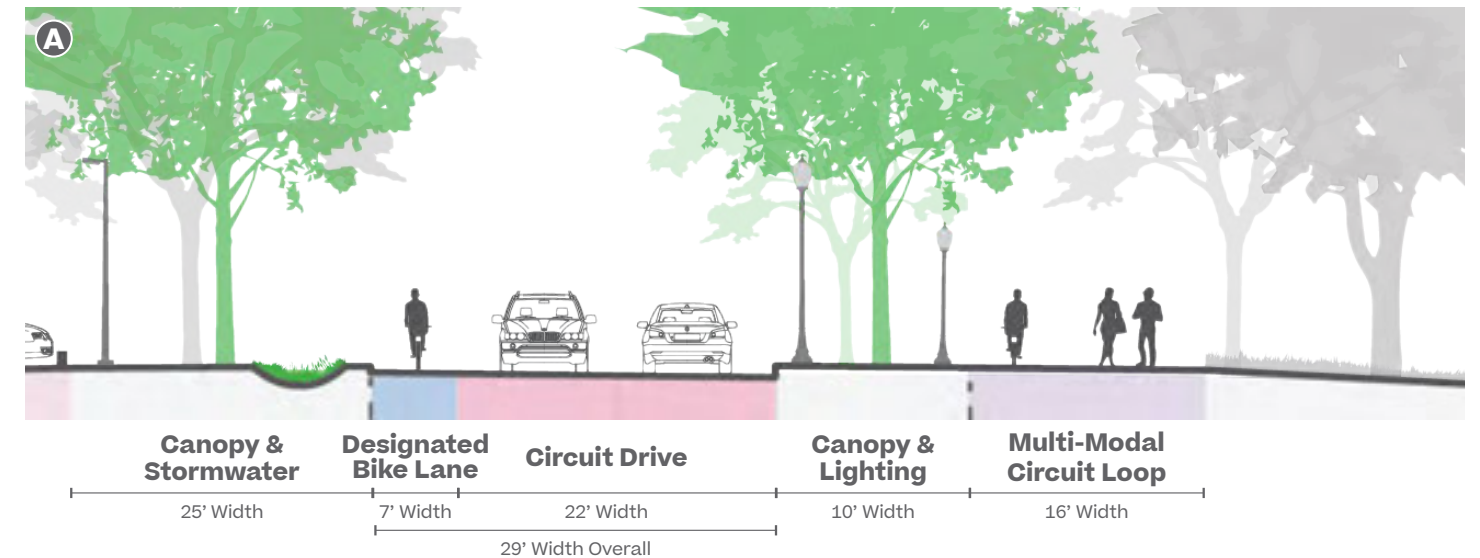 A
Canopy &
Stormwater
Designated
Bike Lane
Circuit Drive
Canopy &
Lighting
Multi-Modal
Circuit Loop
25’ Width
7’ Width
22’ Width
10’ Width
16’ Width
29’ Width Overall